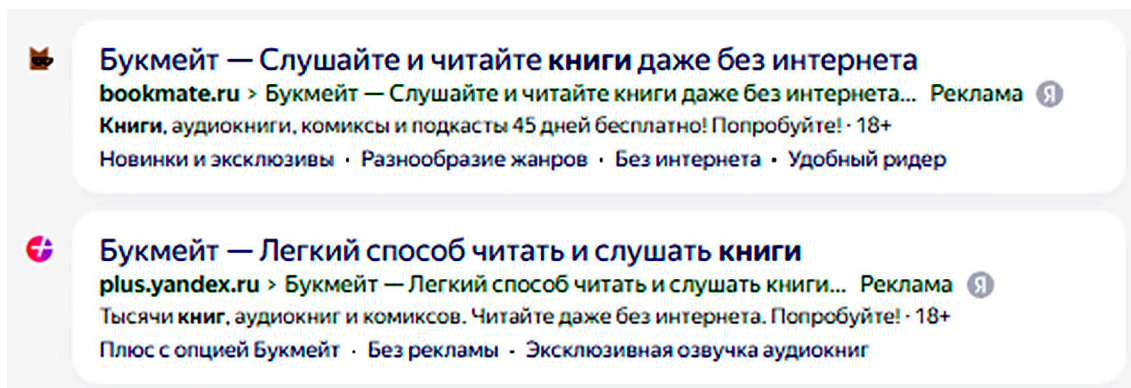 Букмейт — Слушайте и читайте книги даже без интернета
bookmate.ru > Букмейт — Слушайте и читайте книги даже без интернета... Реклама Я
Книги, аудиокниги, комиксы и подкасты 45 дней бесплатно! Попробуйте! · 18+
Новинки и эксклюзивы · Разнообразие жанров · Без интернета · Удобный ридер
Букмейт — Легкий способ читать и слушать книги
plus.yandex.ru > Букмейт — Легкий способ читать и слушать книги... Реклама Я
Тысячи книг, аудиокниг и комиксов. Читайте даже без интернета. Попробуйте! · 18+
Плюс с опцией Букмейт · Без рекламы · Эксклюзивная озвучка аудиокниг